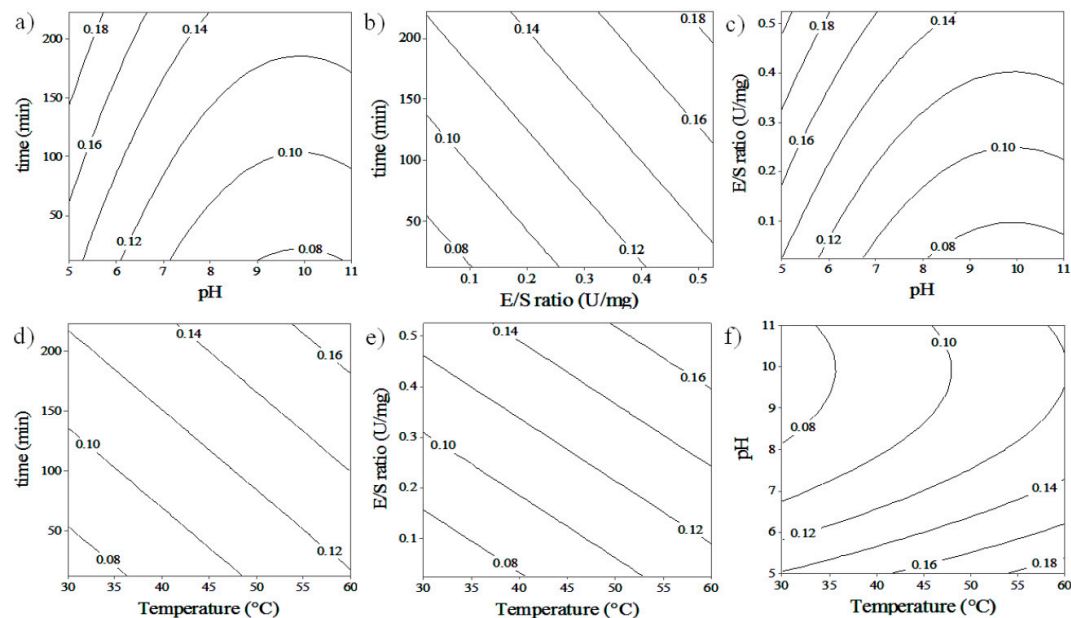 a)
0.18
0.14
200
150
0.16
100
0.10
50
0.12
0.08
5 6 7 8 9 10 11
time (min)
pH
b)
0.18
200
0.14
150
0.16
0.10
100
50
0.08
0.12
0.1 0.2 0.3 0.4 0.5
time (min)
E/S ratio (U/mg)
c)
0.5
0.18
0.14
0.4
0.3
0.16
0.2
0.10
0.1
0.12
0.08
5 6 7 8 9 10 11
E/S ratio (U/mg)
pH
d)
0.14
200
0.16
150
0.10
100
50
0.12
0.08
30 35 40 45 50 55 60
time (min)
Temperature (°C)
e)
0.5
0.14
0.4
0.16
0.3
0.10
0.2
0.12
0.1
0.08
30 35 40 45 50 55 60
E/S ratio (U/mg)
Temperature (°C)
f)
11
0.10
10
9
8
0.08
7
0.14
6
0.12
5
0.16
0.18
30 40 45 50 55 60
pH
Temperature (°C)